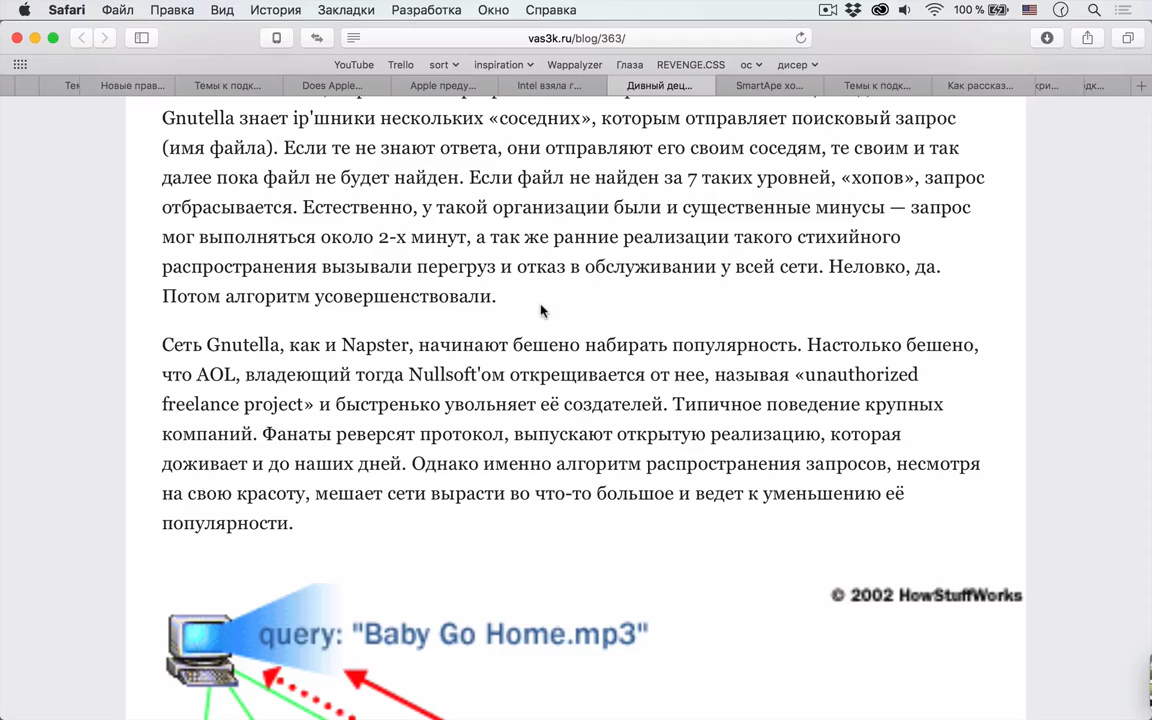 Safari Файл Правка Вид История Закладки Разработка Окно Справка 100 %
vas3k.ru/blog/363/
YouTube Trello sort inspiration Wappalyzer Глаза REVENGE.CSS ос дисер
Новые прав... Темы к подк... Does Apple... Apple преду... Intel взяла г... Дивный дец... SmartApe хо... Темы к подк... Как рассказ...
Gnutella знает ip'шники нескольких «соседних», которым отправляет поисковый запрос
(имя файла). Если те не знают ответа, они отправляют его своим соседям, те своим и так
далее пока файл не будет найден. Если файл не найден за 7 таких уровней, «хопов», запрос
отбрасывается. Естественно, у такой организации были и существенные минусы — запрос
мог выполняться около 2-х минут, а так же ранние реализации такого стихийного
распространения вызывали перегруз и отказ в обслуживании у всей сети. Неловко, да.
Потом алгоритм усовершенствовали.
Сеть Gnutella, как и Napster, начинают бешено набирать популярность. Настолько бешено,
что AOL, владеющий тогда Nullsoft'ом открещивается от нее, называя «unauthorized
freelance project» и быстренько увольняет её создателей. Типичное поведение крупных
компаний. Фанаты реверсят протокол, выпускают открытую реализацию, которая
доживает и до наших дней. Однако именно алгоритм распространения запросов, несмотря
на свою красоту, мешает сети вырасти во что-то большое и ведет к уменьшению её
популярности.
© 2002 HowStuffWorks
query: "Baby Go Home.mp3"